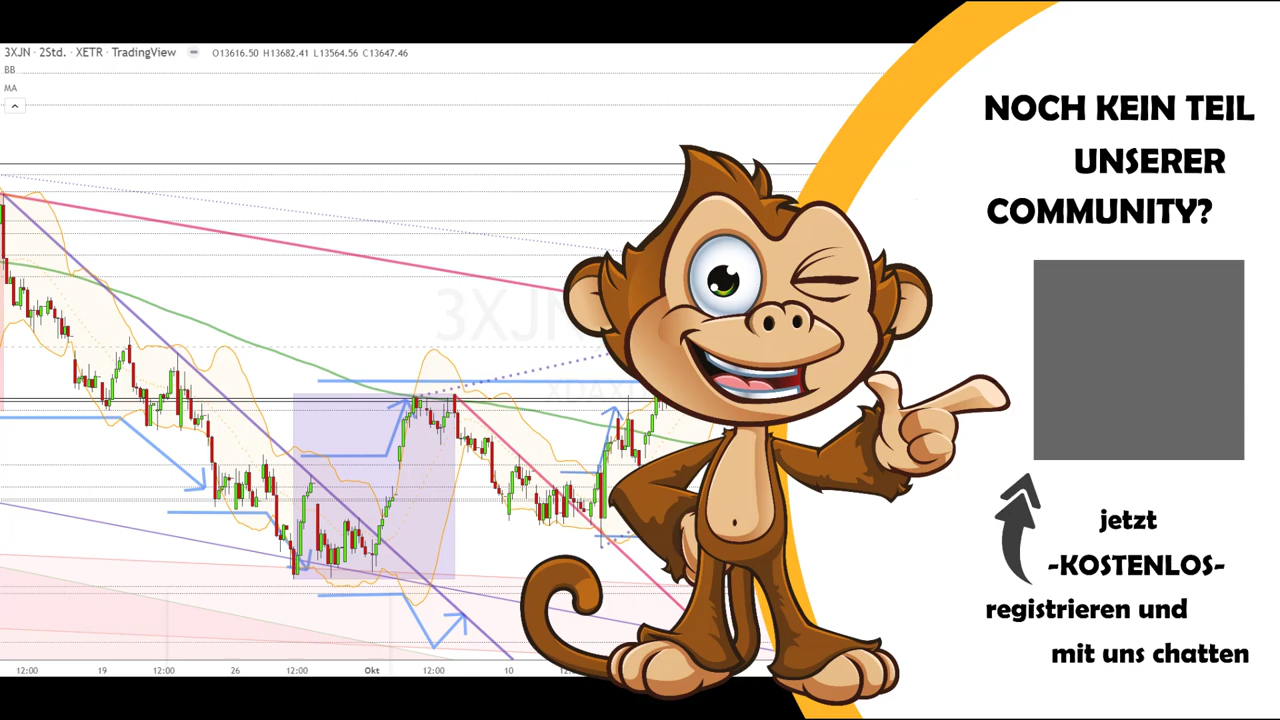 3XJN · 2Std. · XETR · TradingView O13616.50 H13682.41 L13564.56 C13647.46
BB
MA
NOCH KEIN TEIL
UNSERER
COMMUNITY?
3XJN
XDAX
jetzt
-KOSTENLOS-
registrieren und
mit uns chatten
12:00 19 12:00 26 12:00 Okt 12:00 10